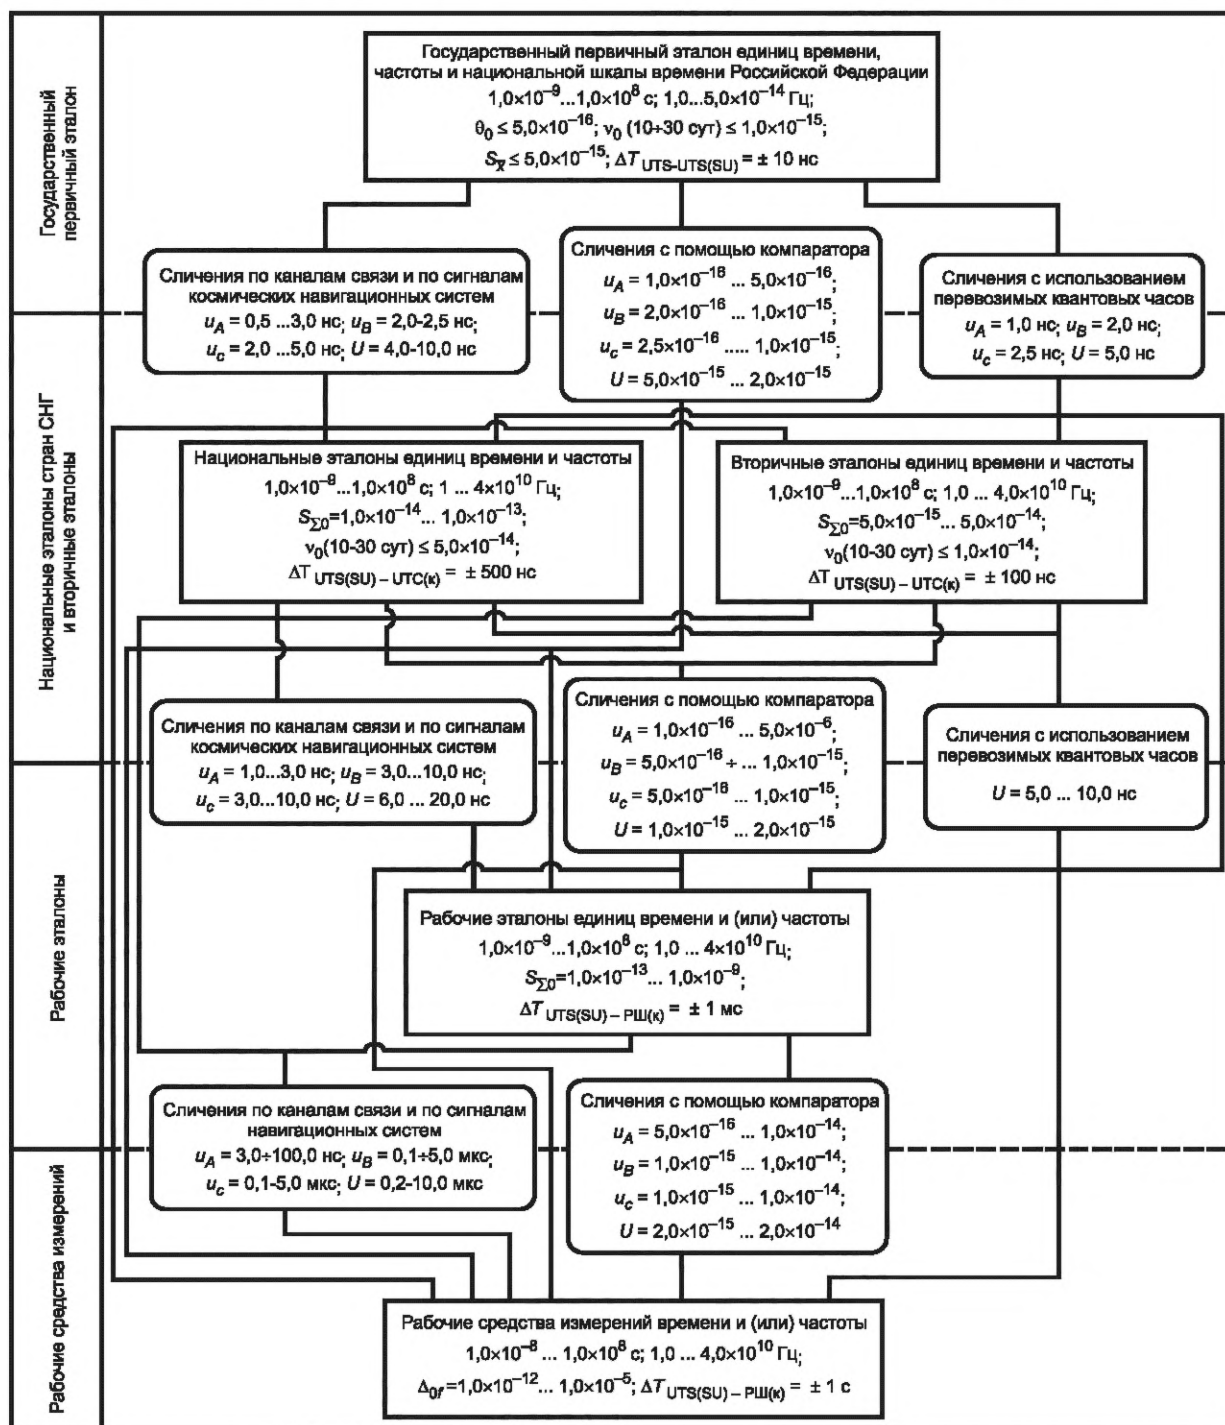 Государственный
первичный эталон
Государственный первичный эталон единиц времени,
частоты и национальной шкалы времени Российской Федерации
1,0×10⁻⁹...1,0×10⁸ с; 1,0...5,0×10⁻¹⁴ Гц;
θ₀ ≤ 5,0×10⁻¹⁶; ν₀ (10÷30 сут) ≤ 1,0×10⁻¹⁵;
S_x̅ ≤ 5,0×10⁻¹⁵; ΔT UTS-UTS(SU) = ± 10 нс
Сличения по каналам связи и по сигналам
космических навигационных систем
u_A = 0,5 ...3,0 нс; u_B = 2,0-2,5 нс;
u_c = 2,0 ...5,0 нс; U = 4,0-10,0 нс
Сличения с помощью компаратора
u_A = 1,0×10⁻¹⁶ ... 5,0×10⁻¹⁶;
u_B = 2,0×10⁻¹⁶ ... 1,0×10⁻¹⁵;
u_c = 2,5×10⁻¹⁶ ..... 1,0×10⁻¹⁵;
U = 5,0×10⁻¹⁵ ... 2,0×10⁻¹⁵
Сличения с использованием
перевозимых квантовых часов
u_A = 1,0 нс; u_B = 2,0 нс;
u_c = 2,5 нс; U = 5,0 нс
Национальные эталоны стран СНГ
и вторичные эталоны
Национальные эталоны единиц времени и частоты
1,0×10⁻⁹...1,0×10⁸ с; 1 ... 4×10¹⁰ Гц;
S_Σ0=1,0×10⁻¹⁴... 1,0×10⁻¹³;
ν₀(10-30 сут) ≤ 5,0×10⁻¹⁴;
ΔT UTS(SU) – UTC(к) = ± 500 нс
Вторичные эталоны единиц времени и частоты
1,0×10⁻⁹...1,0×10⁸ с; 1,0 ... 4,0×10¹⁰ Гц;
S_Σ0=5,0×10⁻¹⁵... 5,0×10⁻¹⁴;
ν₀(10-30 сут) ≤ 1,0×10⁻¹⁴;
ΔT UTS(SU) – UTC(к) = ± 100 нс
Сличения по каналам связи и по сигналам
космических навигационных систем
u_A = 1,0...3,0 нс; u_B = 3,0...10,0 нс;
u_c = 3,0...10,0 нс; U = 6,0 ... 20,0 нс
Сличения с помощью компаратора
u_A = 1,0×10⁻¹⁶ ... 5,0×10⁻⁶;
u_B = 5,0×10⁻¹⁶ + ... 1,0×10⁻¹⁵;
u_c = 5,0×10⁻¹⁶ ... 1,0×10⁻¹⁵;
U = 1,0×10⁻¹⁵ ... 2,0×10⁻¹⁵
Сличения с использованием
перевозимых квантовых часов
U = 5,0 ... 10,0 нс
Рабочие эталоны
Рабочие эталоны единиц времени и (или) частоты
1,0×10⁻⁹...1,0×10⁸ с; 1,0 ... 4×10¹⁰ Гц;
S_Σ0=1,0×10⁻¹³... 1,0×10⁻⁹;
ΔT UTS(SU) – РШ(к) = ± 1 мс
Сличения по каналам связи и по сигналам
навигационных систем
u_A = 3,0÷100,0 нс; u_B = 0,1÷5,0 мкс;
u_c = 0,1-5,0 мкс; U = 0,2-10,0 мкс
Сличения с помощью компаратора
u_A = 5,0×10⁻¹⁶ ... 1,0×10⁻¹⁴;
u_B = 1,0×10⁻¹⁵ ... 1,0×10⁻¹⁴;
u_c = 1,0×10⁻¹⁵ ... 1,0×10⁻¹⁴;
U = 2,0×10⁻¹⁵ ... 2,0×10⁻¹⁴
Рабочие средства измерений
Рабочие средства измерений времени и (или) частоты
1,0×10⁻⁸ ... 1,0×10⁸ с; 1,0 ... 4,0×10¹⁰ Гц;
Δ₀f=1,0×10⁻¹²... 1,0×10⁻⁵; ΔT UTS(SU) – РШ(к) = ± 1 с